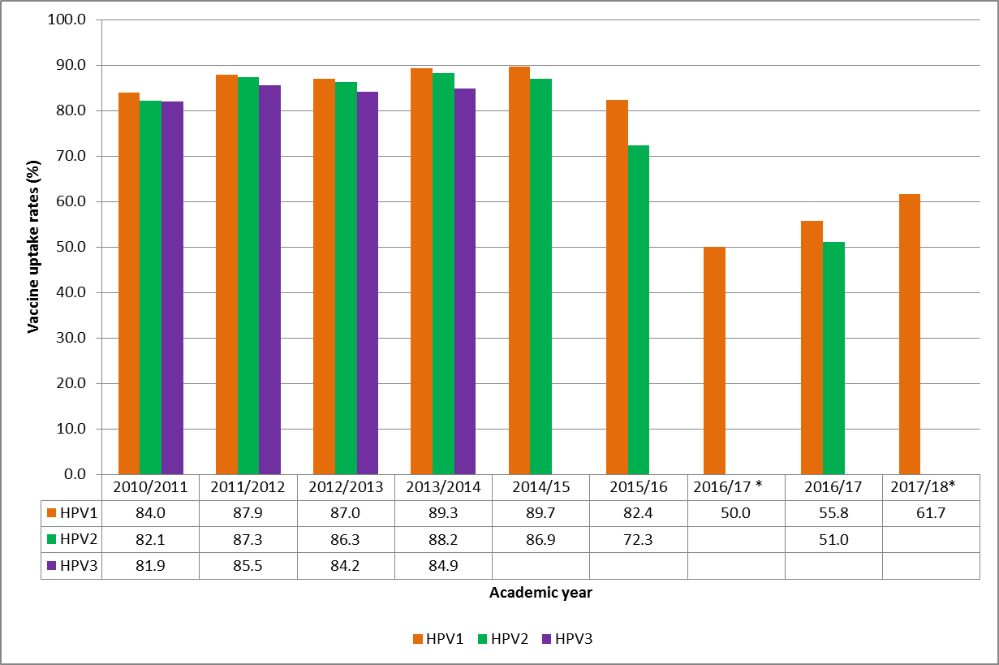 100.0
90.0
80.0
70.0
60.0
50.0
40.0
30.0
20.0
10.0
0.0
Vaccine uptake rates (%)
2010/2011 2011/2012 2012/2013 2013/2014 2014/15 2015/16 2016/17 * 2016/17 2017/18*
HPV1 84.0 87.9 87.0 89.3 89.7 82.4 50.0 55.8 61.7
HPV2 82.1 87.3 86.3 88.2 86.9 72.3 51.0
HPV3 81.9 85.5 84.2 84.9
Academic year
HPV1 HPV2 HPV3